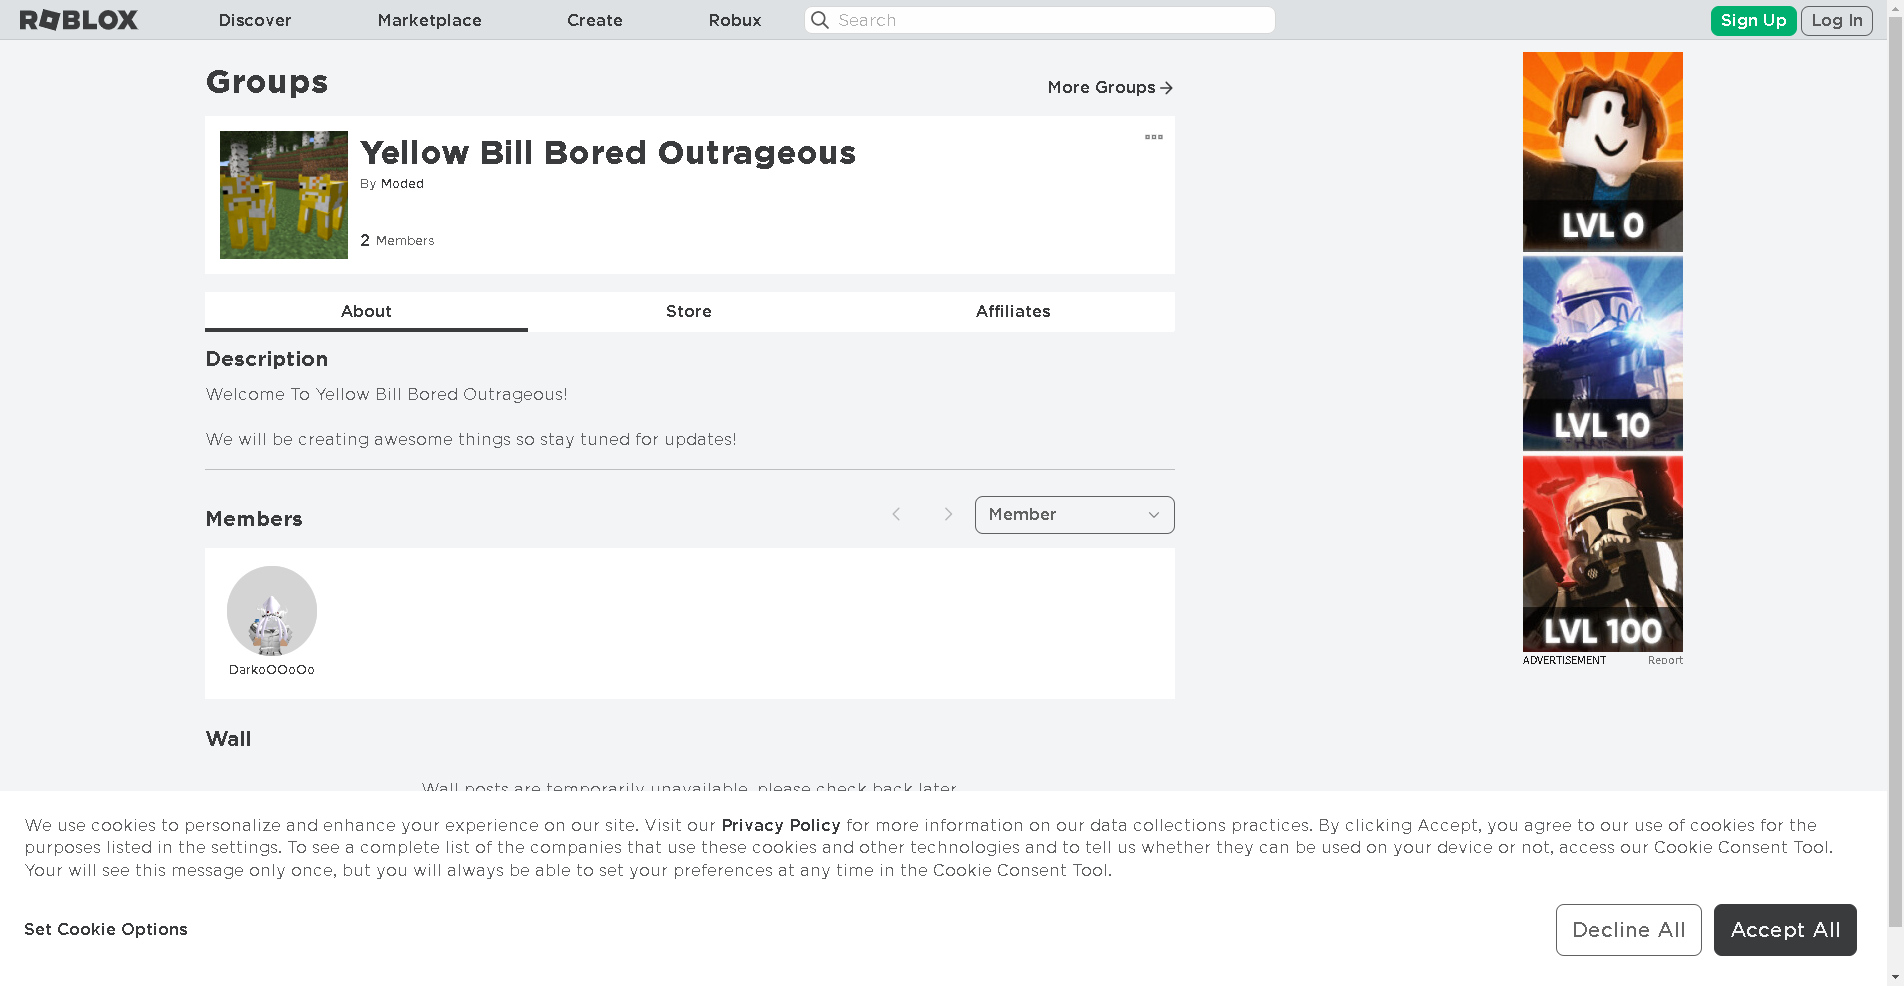 ROBLOX Discover Marketplace Create Robux Search Sign Up Log In
Groups
More Groups
Yellow Bill Bored Outrageous
By Moded
2 Members
About Store Affiliates
Description
Welcome To Yellow Bill Bored Outrageous!
We will be creating awesome things so stay tuned for updates!
Members
Member
DarkoOOoOo
Wall
Wall posts are temporarily unavailable, please check back later.
LVL 0
LVL 10
LVL 100
ADVERTISEMENT Report
We use cookies to personalize and enhance your experience on our site. Visit our Privacy Policy for more information on our data collections practices. By clicking Accept, you agree to our use of cookies for the
purposes listed in the settings. To see a complete list of the companies that use these cookies and other technologies and to tell us whether they can be used on your device or not, access our Cookie Consent Tool.
Your will see this message only once, but you will always be able to set your preferences at any time in the Cookie Consent Tool.
Set Cookie Options
Decline All
Accept All